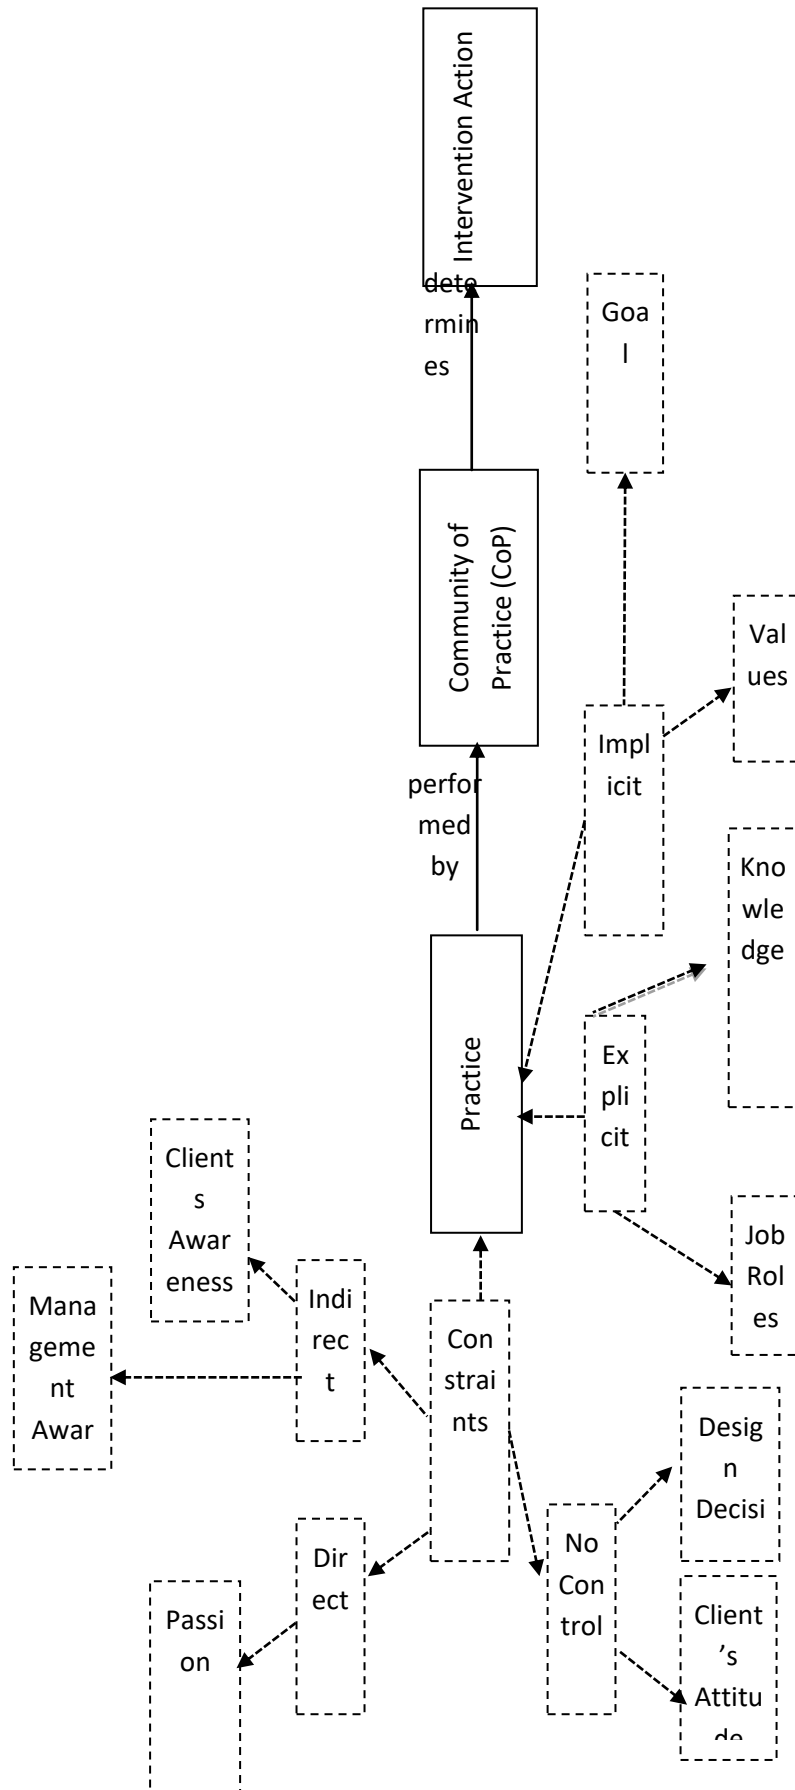 Intervention Action
dete
rmin
es
Goa
l
Community of
Practice (CoP)
Val
ues
Impl
icit
perfor
med
by
Kno
wle
dge
Practice
Ex
pli
cit
Client
s
Awar
eness
Job
Rol
es
Mana
geme
nt
Awar
Indi
rec
t
Con
strai
nts
Desig
n
Decisi
No
Con
trol
Dir
ect
Passi
on
Client
’s
Attitu
de